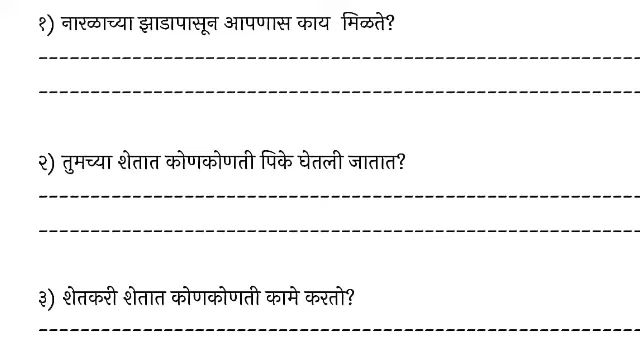 १) नारळाच्या झाडापासून आपणास काय मिळते?
--------------------------------------------------------
--------------------------------------------------------
२) तुमच्या शेतात कोणकोणती पिके घेतली जातात?
--------------------------------------------------------
--------------------------------------------------------
३) शेतकरी शेतात कोणकोणती कामे करतो?
--------------------------------------------------------